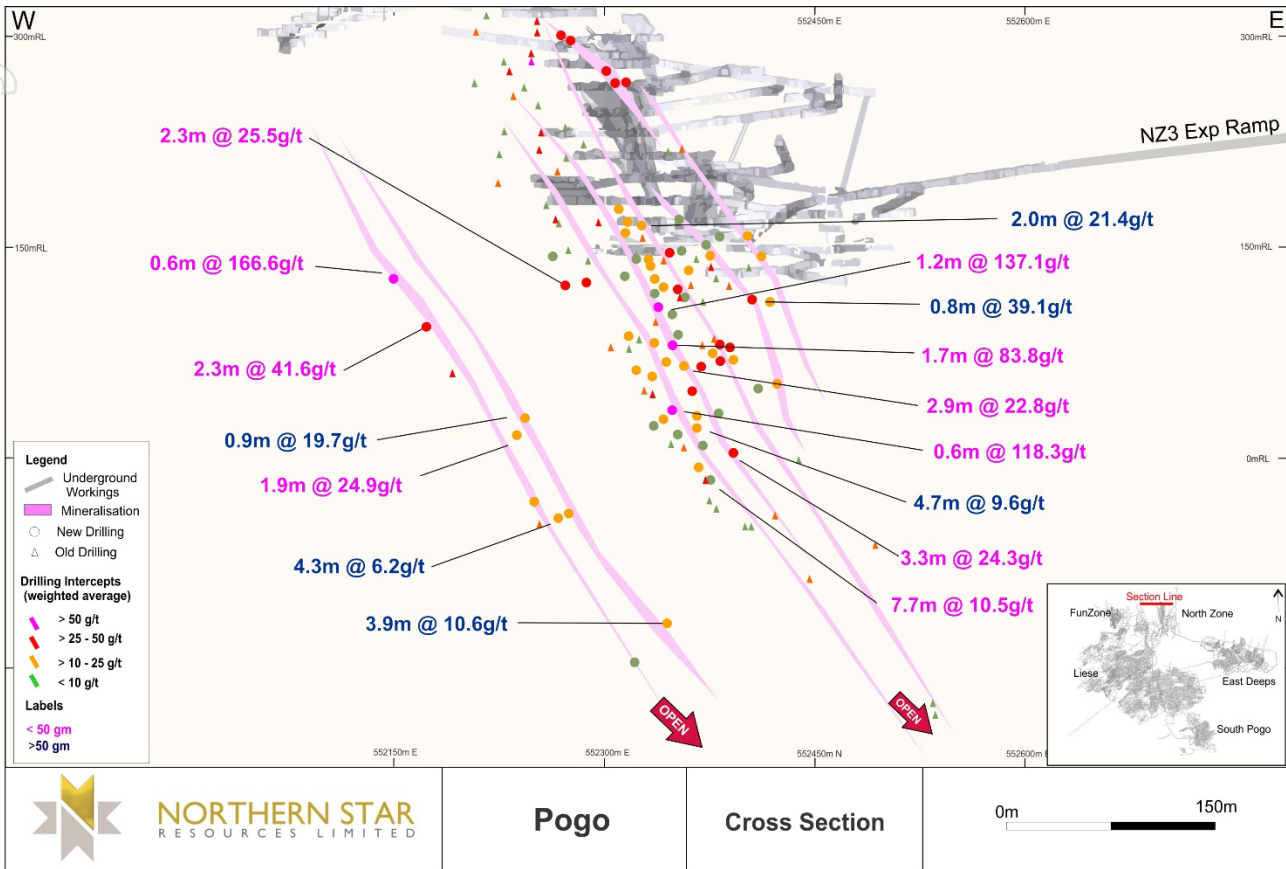 W
552450m E
552600m E
E
300mRL
300mRL
NZ3 Exp Ramp
2.3m @ 25.5g/t
2.0m @ 21.4g/t
150mRL
150mRL
0.6m @ 166.6g/t
1.2m @ 137.1g/t
0.8m @ 39.1g/t
2.3m @ 41.6g/t
1.7m @ 83.8g/t
2.9m @ 22.8g/t
0.9m @ 19.7g/t
0.6m @ 118.3g/t
1.9m @ 24.9g/t
0mRL
4.7m @ 9.6g/t
3.3m @ 24.3g/t
4.3m @ 6.2g/t
7.7m @ 10.5g/t
3.9m @ 10.6g/t
Legend
Underground
Workings
Mineralisation
New Drilling
Old Drilling
Drilling Intercepts
(weighted average)
> 50 g/t
> 25 - 50 g/t
> 10 - 25 g/t
< 10 g/t
Labels
< 50 gm
>50 gm
OPEN
OPEN
Section Line
FunZone
North Zone
N
Liese
East Deeps
South Pogo
552150m E
552300m E
552450m N
552600m E
NORTHERN STAR
RESOURCES LIMITED
Pogo
Cross Section
0m
150m